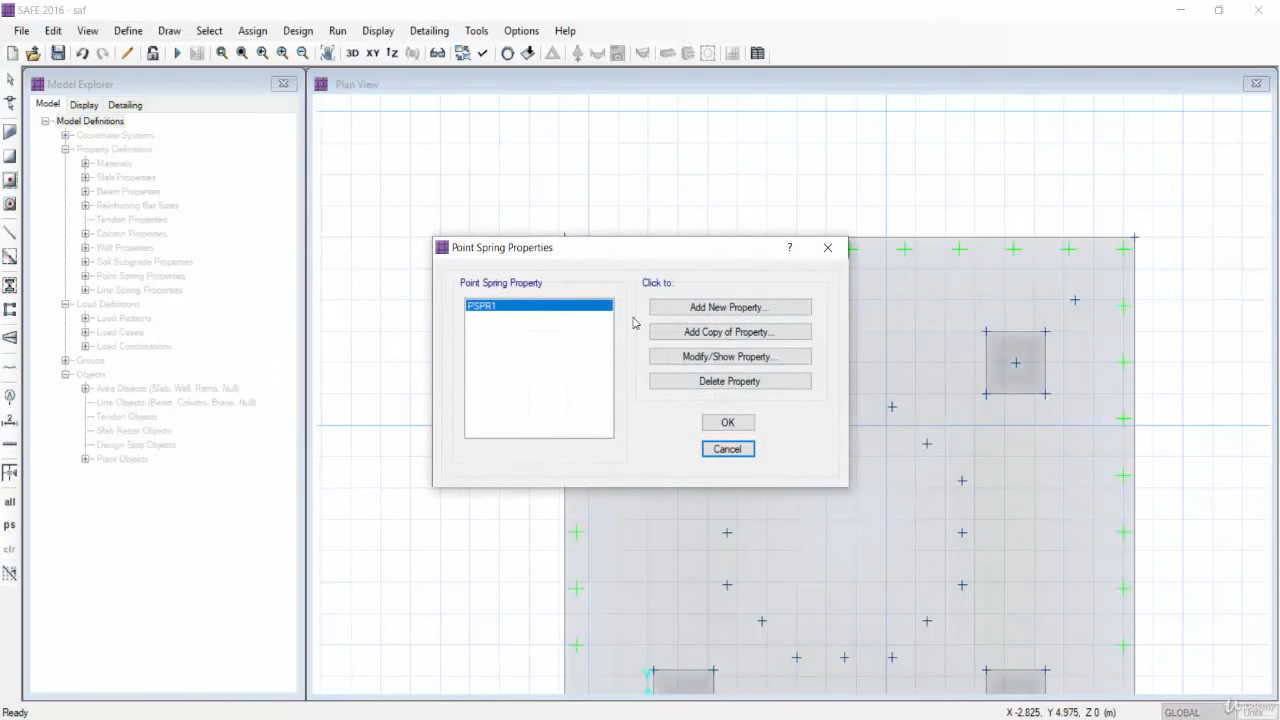 SAFE 2016 - saf
File Edit View Define Draw Select Assign Design Run Display Detailing Tools Options Help
3D XY
Model Explorer
Plan View
Model Display Detailing
Model Definitions
Coordinate Systems
Property Definitions
Materials
Slab Properties
Beam Properties
Reinforcing Bar Sizes
Tendon Properties
Column Properties
Wall Properties
Soil Subgrade Properties
Point Spring Properties
Line Spring Properties
Load Definitions
Load Patterns
Load Cases
Load Combinations
Groups
Objects
Area Objects (Slab, Wall, Ramp, Null)
Line Objects (Beam, Column, Brace, Null)
Tendon Objects
Slab Rebar Objects
Design Strip Objects
Point Objects
all
ps
clr
Point Spring Properties
?
Point Spring Property
PSPR1
Click to:
Add New Property...
Add Copy of Property...
Modify/Show Property...
Delete Property
OK
Cancel
Y
Ready
X -2.825, Y 4.975, Z 0 (m)
GLOBAL
Units...